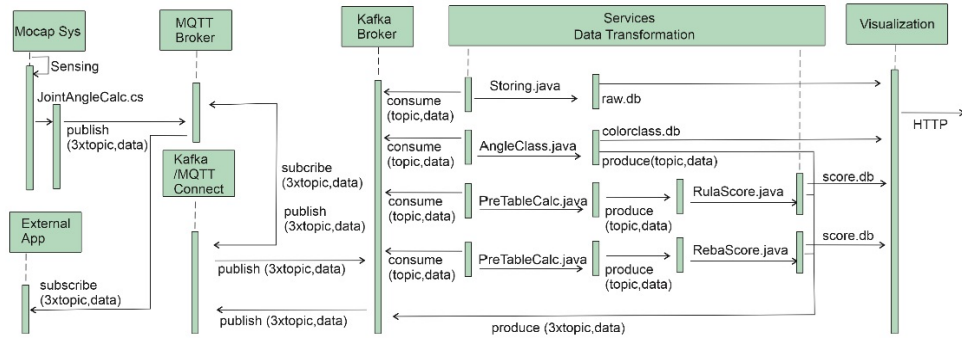 Mocap Sys
MQTT
Broker
Kafka
Broker
Services
Data Transformation
Visualization
Sensing
JointAngleCalc.cs
publish
(3xtopic,data)
Kafka
/MQTT
Connect
External
App
subscribe
(3xtopic,data)
subcribe
(3xtopic,data)
publish
(3xtopic,data)
publish (3xtopic,data)
publish (3xtopic,data)
consume
(topic,data)
Storing.java
raw.db
HTTP
consume
(topic,data)
AngleClass.java
colorclass.db
produce(topic,data)
consume
(topic,data)
PreTableCalc.java
produce
(topic,data)
RulaScore.java
score.db
consume
(topic,data)
PreTableCalc.java
produce
(topic,data)
RebaScore.java
score.db
produce (3xtopic,data)